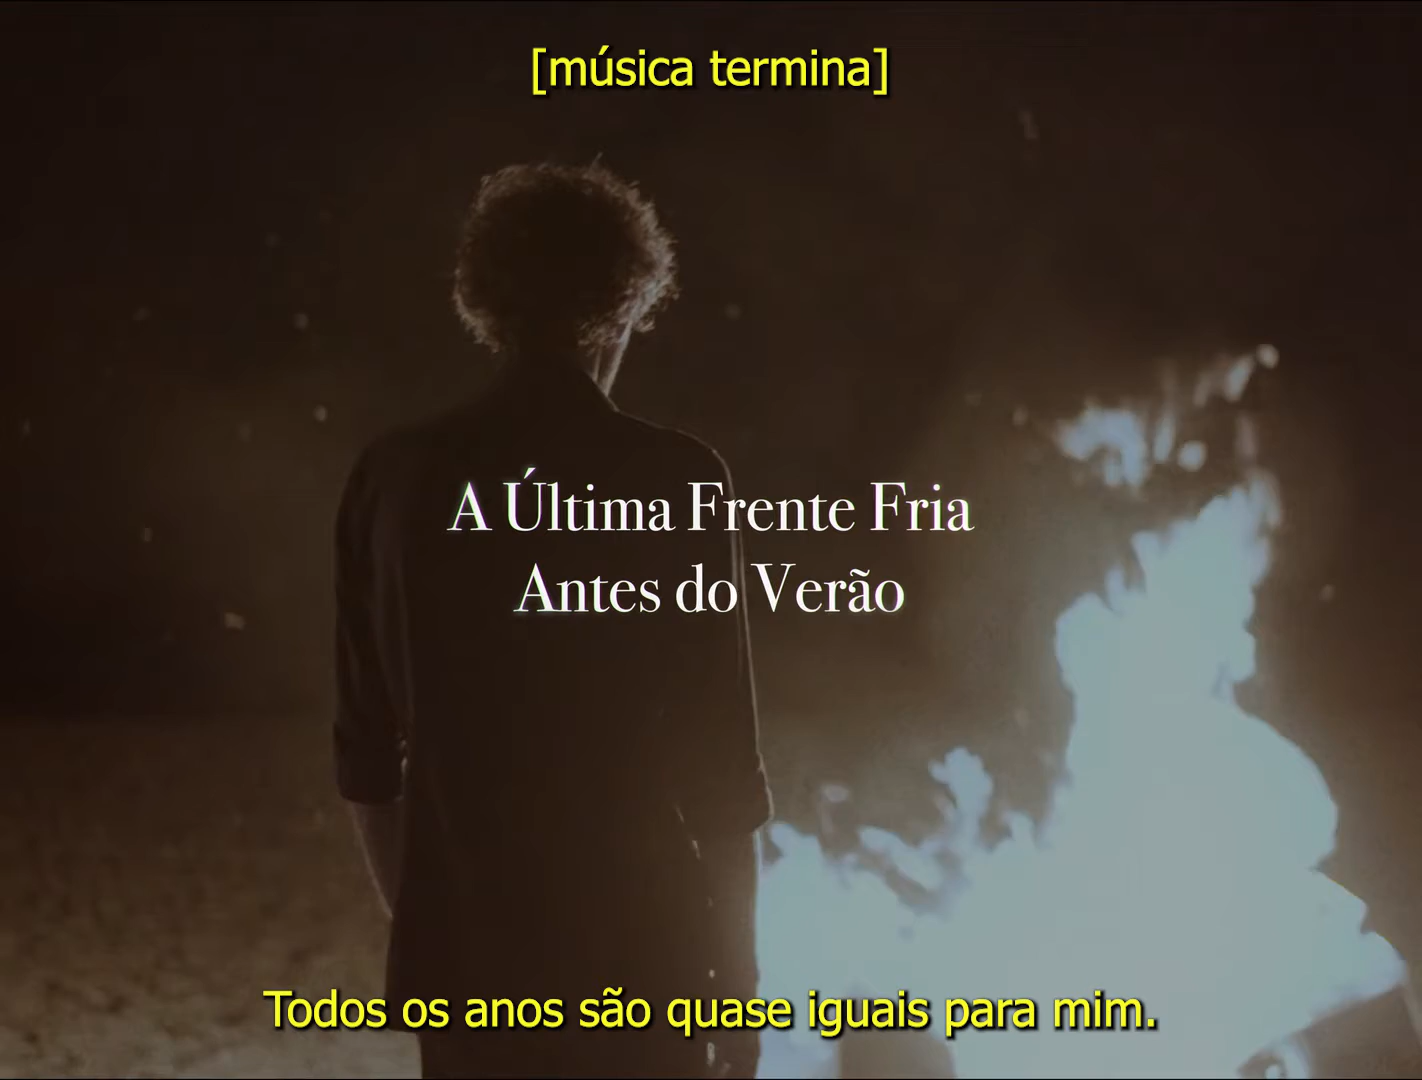 [música termina]
A Última Frente Fria
Antes do Verão
Todos os anos são quase iguais para mim.